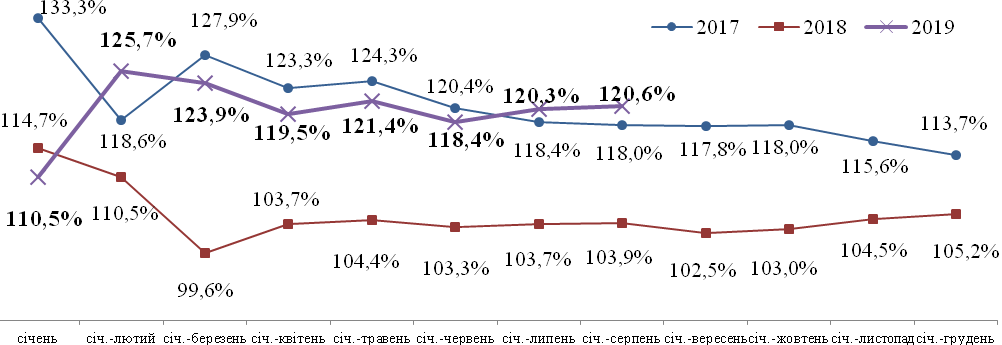 133,3%
127,9%
2017
2018
2019
125,7%
123,3%
124,3%
120,4%
120,3%
120,6%
114,7%
123,9%
119,5%
121,4%
118,4%
113,7%
118,6%
118,4%
118,0%
117,8%
118,0%
115,6%
110,5%
110,5%
103,7%
104,4%
103,3%
103,7%
103,9%
102,5%
103,0%
104,5%
105,2%
99,6%
січень
січ.-лютий
січ.-березень
січ.-квітень
січ.-травень
січ.-червень
січ.-липень
січ.-серпень
січ.-вересень
січ.-жовтень
січ.-листопад
січ.-грудень